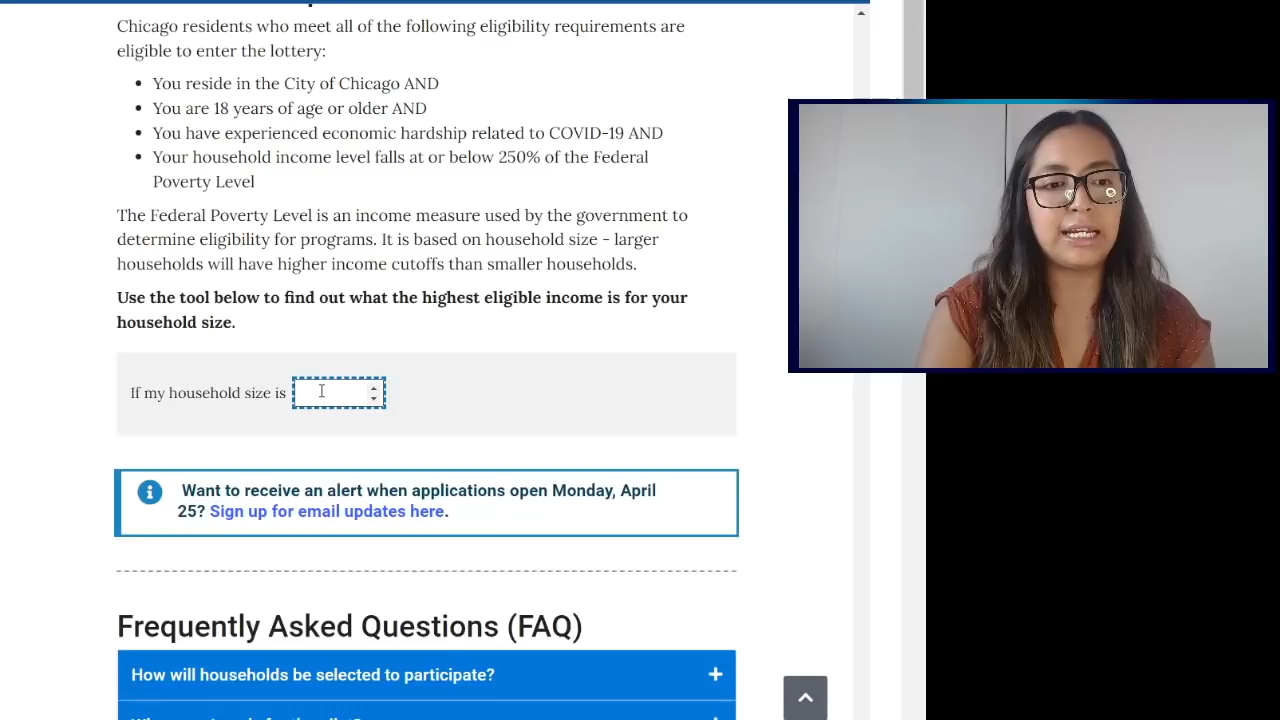 Chicago residents who meet all of the following eligibility requirements are
eligible to enter the lottery:
You reside in the City of Chicago AND
You are 18 years of age or older AND
You have experienced economic hardship related to COVID-19 AND
Your household income level falls at or below 250% of the Federal
Poverty Level
The Federal Poverty Level is an income measure used by the government to
determine eligibility for programs. It is based on household size - larger
households will have higher income cutoffs than smaller households.
Use the tool below to find out what the highest eligible income is for your
household size.
If my household size is
Want to receive an alert when applications open Monday, April
25? Sign up for email updates here.
Frequently Asked Questions (FAQ)
How will households be selected to participate?